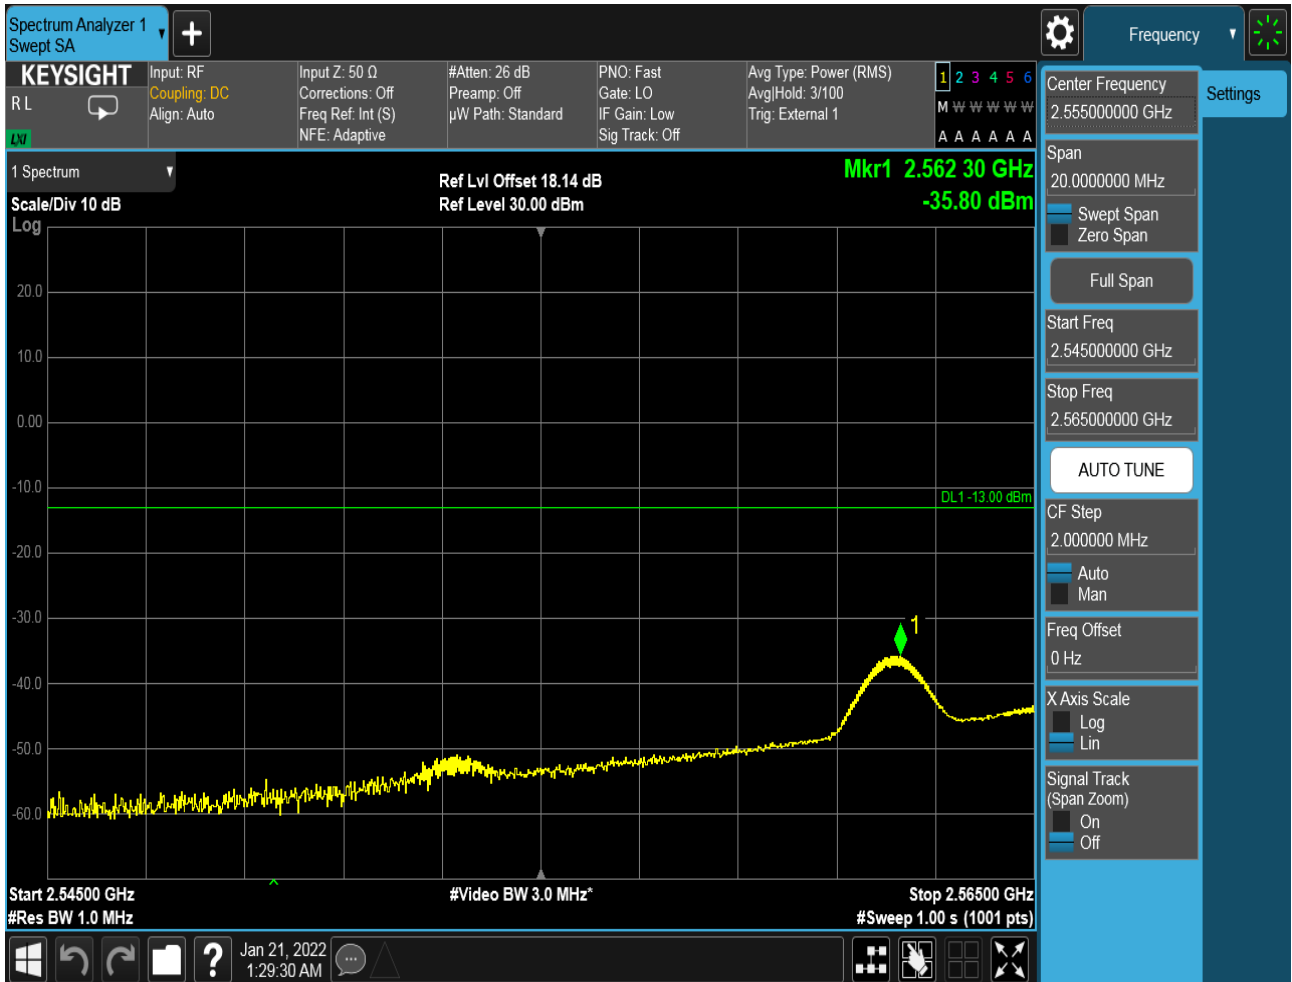 Spectrum Analyzer 1
Swept SA
Frequency
KEYSIGHT
R L
LXI
Input: RF
Coupling: DC
Align: Auto
Input Z: 50 Ω
Corrections: Off
Freq Ref: Int (S)
NFE: Adaptive
#Atten: 26 dB
Preamp: Off
µW Path: Standard
PNO: Fast
Gate: LO
IF Gain: Low
Sig Track: Off
Avg Type: Power (RMS)
Avg|Hold: 3/100
Trig: External 1
1 2 3 4 5 6
M W W W W W
A A A A A A
1 Spectrum
Scale/Div 10 dB
Log
Ref Lvl Offset 18.14 dB
Ref Level 30.00 dBm
Mkr1 2.562 30 GHz
-35.80 dBm
20.0
10.0
0.00
-10.0
-20.0
-30.0
-40.0
-50.0
-60.0
DL1 -13.00 dBm
1
Start 2.54500 GHz
#Res BW 1.0 MHz
#Video BW 3.0 MHz*
Stop 2.56500 GHz
#Sweep 1.00 s (1001 pts)
Jan 21, 2022
1:29:30 AM
Center Frequency
2.555000000 GHz
Settings
Span
20.0000000 MHz
Swept Span
Zero Span
Full Span
Start Freq
2.545000000 GHz
Stop Freq
2.565000000 GHz
AUTO TUNE
CF Step
2.000000 MHz
Auto
Man
Freq Offset
0 Hz
X Axis Scale
Log
Lin
Signal Track
(Span Zoom)
On
Off